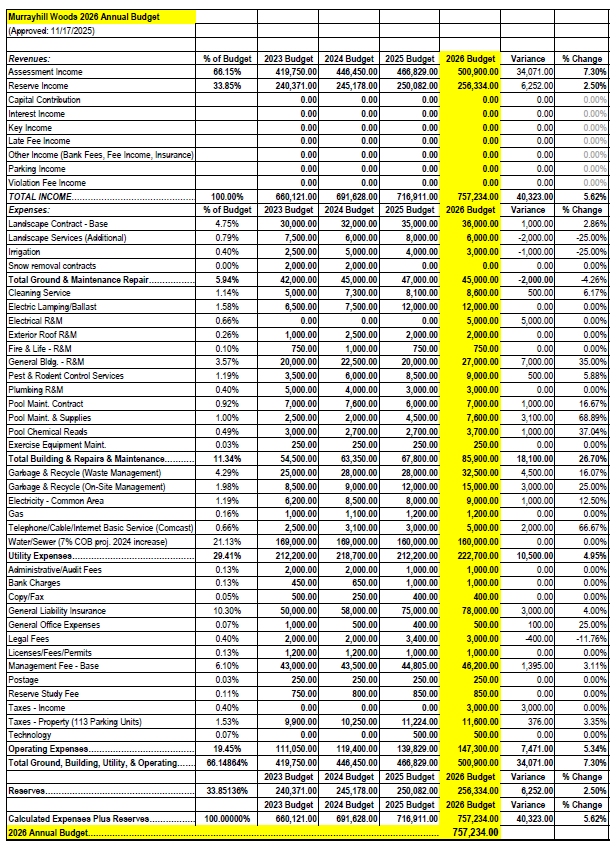 Murrayhill Woods 2026 Annual Budget
(Approved: 11/17/2025)
Revenues: % of Budget 2023 Budget 2024 Budget 2025 Budget 2026 Budget Variance % Change
Assessment Income 66.15% 419,750.00 446,450.00 466,829.00 500,900.00 34,071.00 7.30%
Reserve Income 33.85% 240,371.00 245,178.00 250,082.00 256,334.00 6,252.00 2.50%
Capital Contribution 0.00 0.00 0.00 0.00 0.00 0.00%
Interest Income 0.00 0.00 0.00 0.00 0.00 0.00%
Key Income 0.00 0.00 0.00 0.00 0.00 0.00%
Late Fee Income 0.00 0.00 0.00 0.00 0.00 0.00%
Other Income (Bank Fees, Fee Income, Insurance) 0.00 0.00 0.00 0.00 0.00 0.00%
Parking Income 0.00 0.00 0.00 0.00 0.00 0.00%
Violation Fee Income 0.00 0.00 0.00 0.00 0.00 0.00%
TOTAL INCOME................................ 100.00% 660,121.00 691,628.00 716,911.00 757,234.00 40,323.00 5.62%
Expenses: % of Budget 2023 Budget 2024 Budget 2025 Budget 2026 Budget Variance % Change
Landscape Contract - Base 4.75% 30,000.00 32,000.00 35,000.00 36,000.00 1,000.00 2.86%
Landscape Services (Additional) 0.79% 7,500.00 6,000.00 8,000.00 6,000.00 -2,000.00 -25.00%
Irrigation 0.40% 2,500.00 5,000.00 4,000.00 3,000.00 -1,000.00 -25.00%
Snow removal contracts 0.00% 2,000.00 2,000.00 0.00 0.00 0.00 0.00%
Total Ground & Maintenance Repair................. 5.94% 42,000.00 45,000.00 47,000.00 45,000.00 -2,000.00 -4.26%
Cleaning Service 1.14% 5,000.00 7,300.00 8,100.00 8,600.00 500.00 6.17%
Electric Lamping/Ballast 1.58% 6,500.00 7,500.00 12,000.00 12,000.00 0.00 0.00%
Electrical R&M 0.66% 0.00 0.00 0.00 5,000.00 5,000.00 0.00%
Exterior Roof R&M 0.26% 1,000.00 2,500.00 2,000.00 2,000.00 0.00 0.00%
Fire & Life - R&M 0.10% 750.00 1,000.00 750.00 750.00 0.00 0.00%
General Bldg. - R&M 3.57% 20,000.00 22,500.00 20,000.00 27,000.00 7,000.00 35.00%
Pest & Rodent Control Services 1.19% 3,500.00 6,000.00 8,500.00 9,000.00 500.00 5.88%
Plumbing R&M 0.40% 5,000.00 4,000.00 3,000.00 3,000.00 0.00 0.00%
Pool Maint. Contract 0.92% 7,000.00 7,600.00 6,000.00 7,000.00 1,000.00 16.67%
Pool Maint. & Supplies 1.00% 2,500.00 2,000.00 4,500.00 7,600.00 3,100.00 68.89%
Pool Chemical Reads 0.49% 3,000.00 2,700.00 2,700.00 3,700.00 1,000.00 37.04%
Exercise Equipment Maint. 0.03% 250.00 250.00 250.00 250.00 0.00 0.00%
Total Building & Repairs & Maintenance........... 11.34% 54,500.00 63,350.00 67,800.00 85,900.00 18,100.00 26.70%
Garbage & Recycle (Waste Management) 4.29% 25,000.00 28,000.00 28,000.00 32,500.00 4,500.00 16.07%
Garbage & Recycle (On-Site Management) 1.98% 8,500.00 9,000.00 12,000.00 15,000.00 3,000.00 25.00%
Electricity - Common Area 1.19% 6,200.00 8,500.00 8,000.00 9,000.00 1,000.00 12.50%
Gas 0.16% 1,000.00 1,100.00 1,200.00 1,200.00 0.00 0.00%
Telephone/Cable/Internet Basic Service (Comcast) 0.66% 2,500.00 3,100.00 3,000.00 5,000.00 2,000.00 66.67%
Water/Sewer (7% COB proj. 2024 increase) 21.13% 169,000.00 169,000.00 160,000.00 160,000.00 0.00 0.00%
Utility Expenses................................ 29.41% 212,200.00 218,700.00 212,200.00 222,700.00 10,500.00 4.95%
Administrative/Audit Fees 0.13% 2,000.00 2,000.00 1,000.00 1,000.00 0.00 0.00%
Bank Charges 0.13% 450.00 650.00 1,000.00 1,000.00 0.00 0.00%
Copy/Fax 0.05% 500.00 250.00 400.00 400.00 0.00 0.00%
General Liability Insurance 10.30% 50,000.00 58,000.00 75,000.00 78,000.00 3,000.00 4.00%
General Office Expenses 0.07% 1,000.00 500.00 400.00 500.00 100.00 25.00%
Legal Fees 0.40% 2,000.00 2,000.00 3,400.00 3,000.00 -400.00 -11.76%
Licenses/Fees/Permits 0.13% 1,200.00 1,200.00 1,000.00 1,000.00 0.00 0.00%
Management Fee - Base 6.10% 43,000.00 43,500.00 44,805.00 46,200.00 1,395.00 3.11%
Postage 0.03% 250.00 250.00 250.00 250.00 0.00 0.00%
Reserve Study Fee 0.11% 750.00 800.00 850.00 850.00 0.00 0.00%
Taxes - Income 0.40% 0.00 0.00 0.00 3,000.00 3,000.00 0.00%
Taxes - Property (113 Parking Units) 1.53% 9,900.00 10,250.00 11,224.00 11,600.00 376.00 3.35%
Technology 0.07% 0.00 0.00 500.00 500.00 0.00 0.00%
Operating Expenses............................... 19.45% 111,050.00 119,400.00 139,829.00 147,300.00 7,471.00 5.34%
Total Ground, Building, Utility, & Operating...... 66.14864% 419,750.00 446,450.00 466,829.00 500,900.00 34,071.00 7.30%
2023 Budget 2024 Budget 2025 Budget 2026 Budget Variance % Change
Reserves........................................ 33.85136% 240,371.00 245,178.00 250,082.00 256,334.00 6,252.00 2.50%
2023 Budget 2024 Budget 2025 Budget 2026 Budget Variance % Change
Calculated Expenses Plus Reserves................. 100.00000% 660,121.00 691,628.00 716,911.00 757,234.00 40,323.00 5.62%
2026 Annual Budget................................................................ 757,234.00